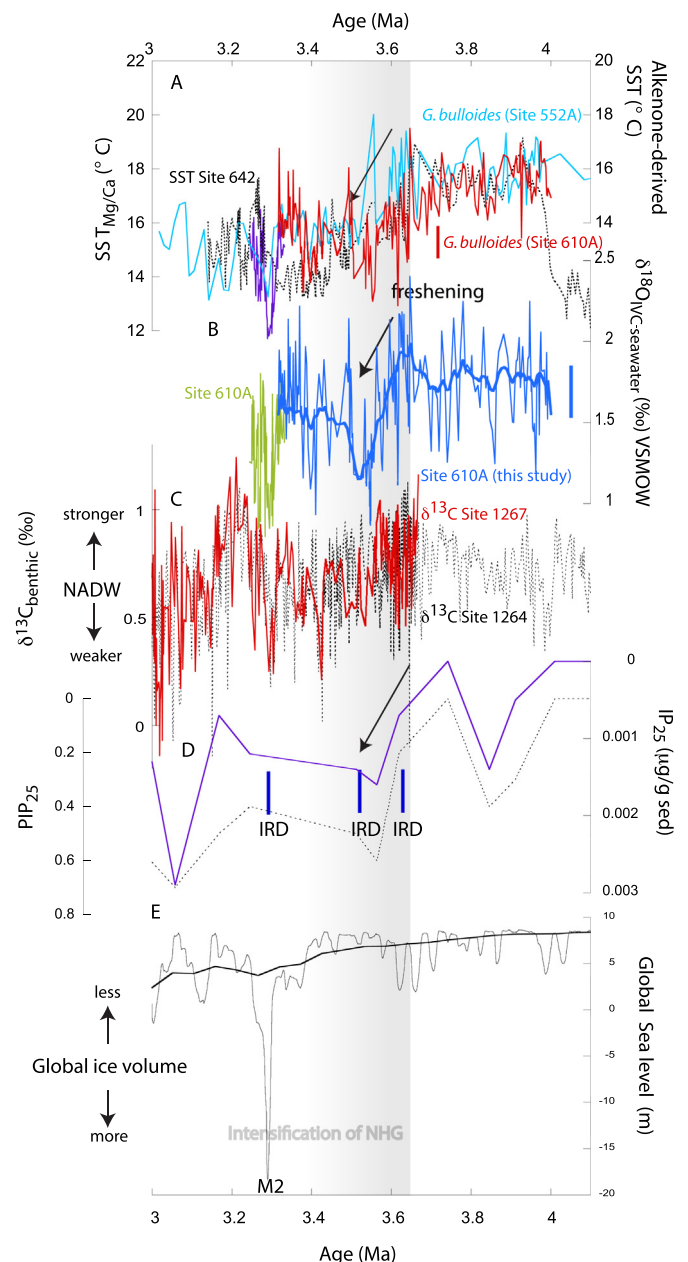 Age (Ma)
3 3.2 3.4 3.6 3.8 4
A
22
20
18
16
14
12
SST Mg/Ca (° C)
20
18
16
14
Alkenone-derived
SST (° C)
G. bulloides (Site 552A)
SST Site 642
G. bulloides (Site 610A)
B
freshening
2.5
2
1.5
1
δ18O IVC-seawater (‰) VSMOW
Site 610A
Site 610A (this study)
C
1
0.5
0
δ13C benthic (‰)
stronger
NADW
weaker
δ13C Site 1267
δ13C Site 1264
D
0
0.2
0.4
0.6
0.8
PIP25
0
0.001
0.002
0.003
IP25
(µg/g sed)
IRD IRD IRD
E
less
Global ice volume
more
10
5
0
-5
-10
-15
-20
Global Sea level (m)
Intensification of NHG
M2
3 3.2 3.4 3.6 3.8 4
Age (Ma)